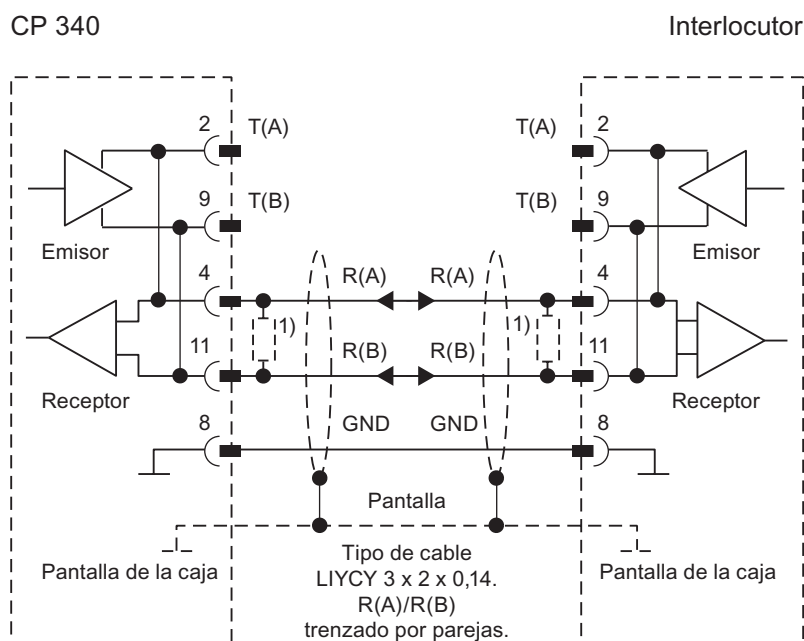 CP 340 Interlocutor
2 T(A) T(A) 2
9 T(B) T(B) 9
Emisor Emisor
4 R(A) R(A) 4
1) 1)
11 R(B) R(B) 11
Receptor Receptor
8 GND GND 8
Pantalla
Pantalla de la caja Tipo de cable Pantalla de la caja
LIYCY 3 x 2 x 0,14.
R(A)/R(B)
trenzado por parejas.